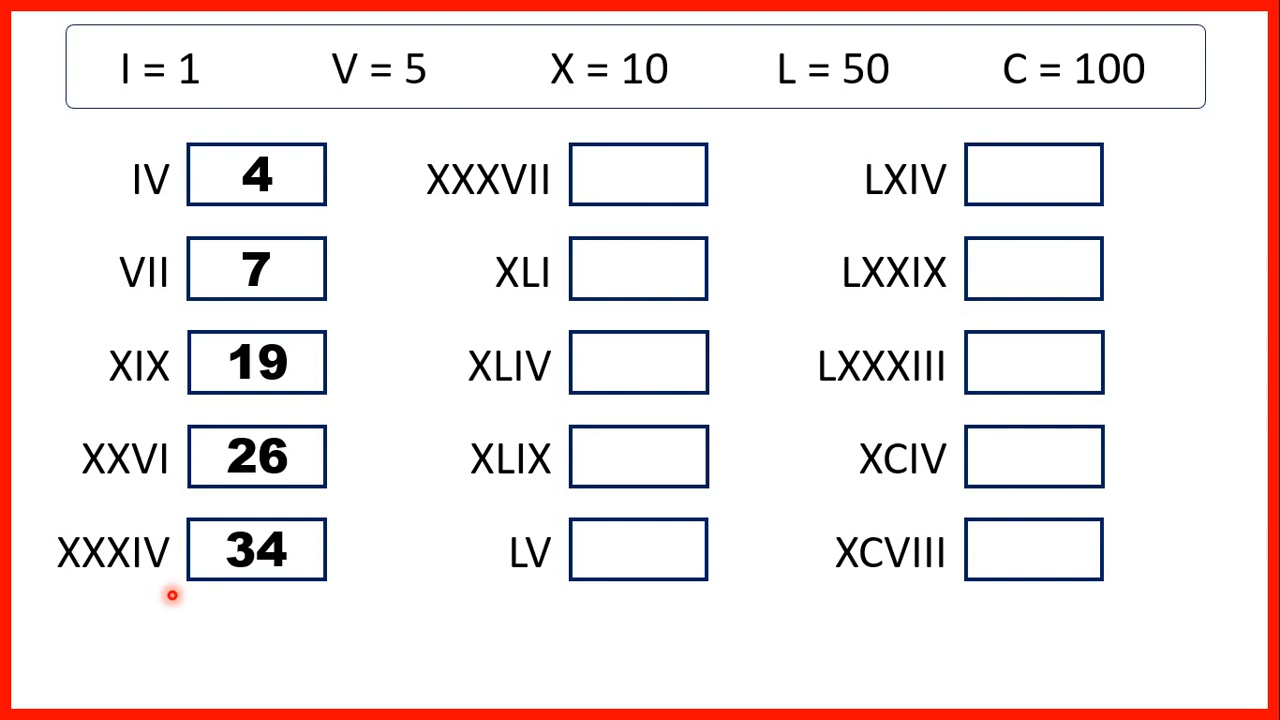 I = 1 V = 5 X = 10 L = 50 C = 100
IV 4 XXXVII LXIV
VII 7 XLI LXXIX
XIX 19 XLIV LXXXIII
XXVI 26 XLIX XCIV
XXXIV 34 LV XCVIII